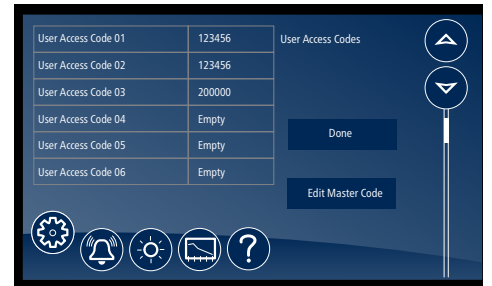 User Access Code 01 123456 User Access Codes
User Access Code 02 123456
User Access Code 03 200000
User Access Code 04 Empty
Done
User Access Code 05 Empty
User Access Code 06 Empty
Edit Master Code
?